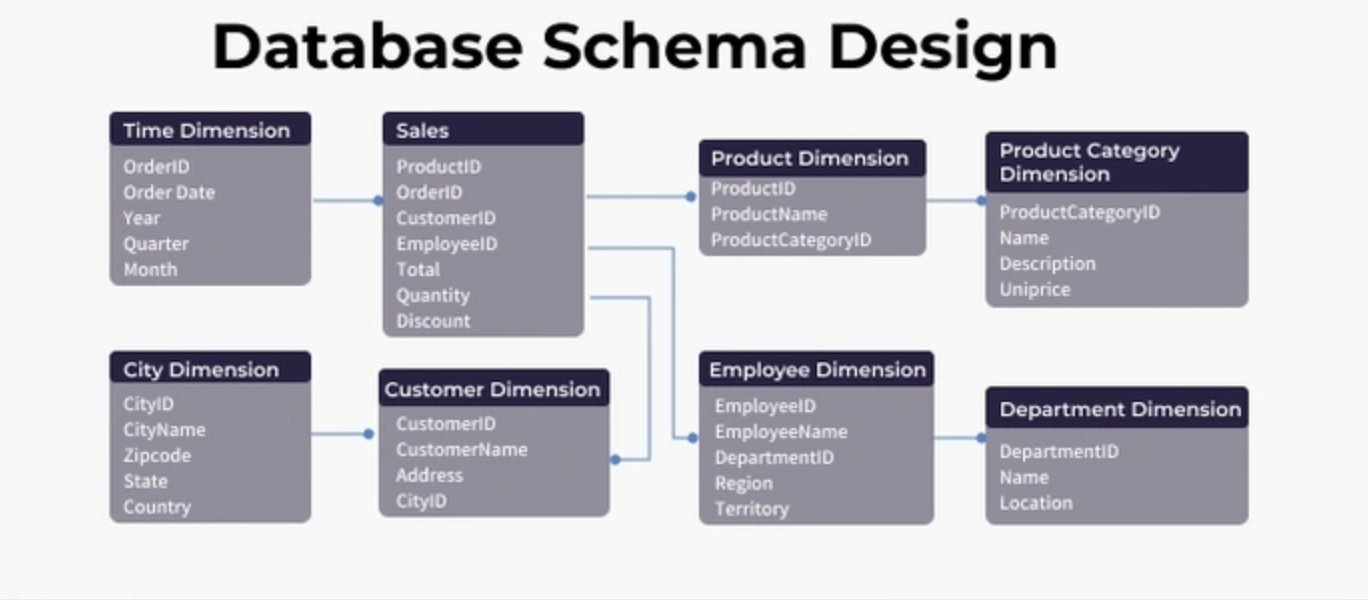 Database Schema Design
Time Dimension
OrderID
Order Date
Year
Quarter
Month
Sales
ProductID
OrderID
CustomerID
EmployeeID
Total
Quantity
Discount
Product Dimension
ProductID
ProductName
ProductCategoryID
Product Category
Dimension
ProductCategoryID
Name
Description
Uniprice
City Dimension
CityID
CityName
Zipcode
State
Country
Customer Dimension
CustomerID
CustomerName
Address
CityID
Employee Dimension
EmployeeID
EmployeeName
DepartmentID
Region
Territory
Department Dimension
DepartmentID
Name
Location